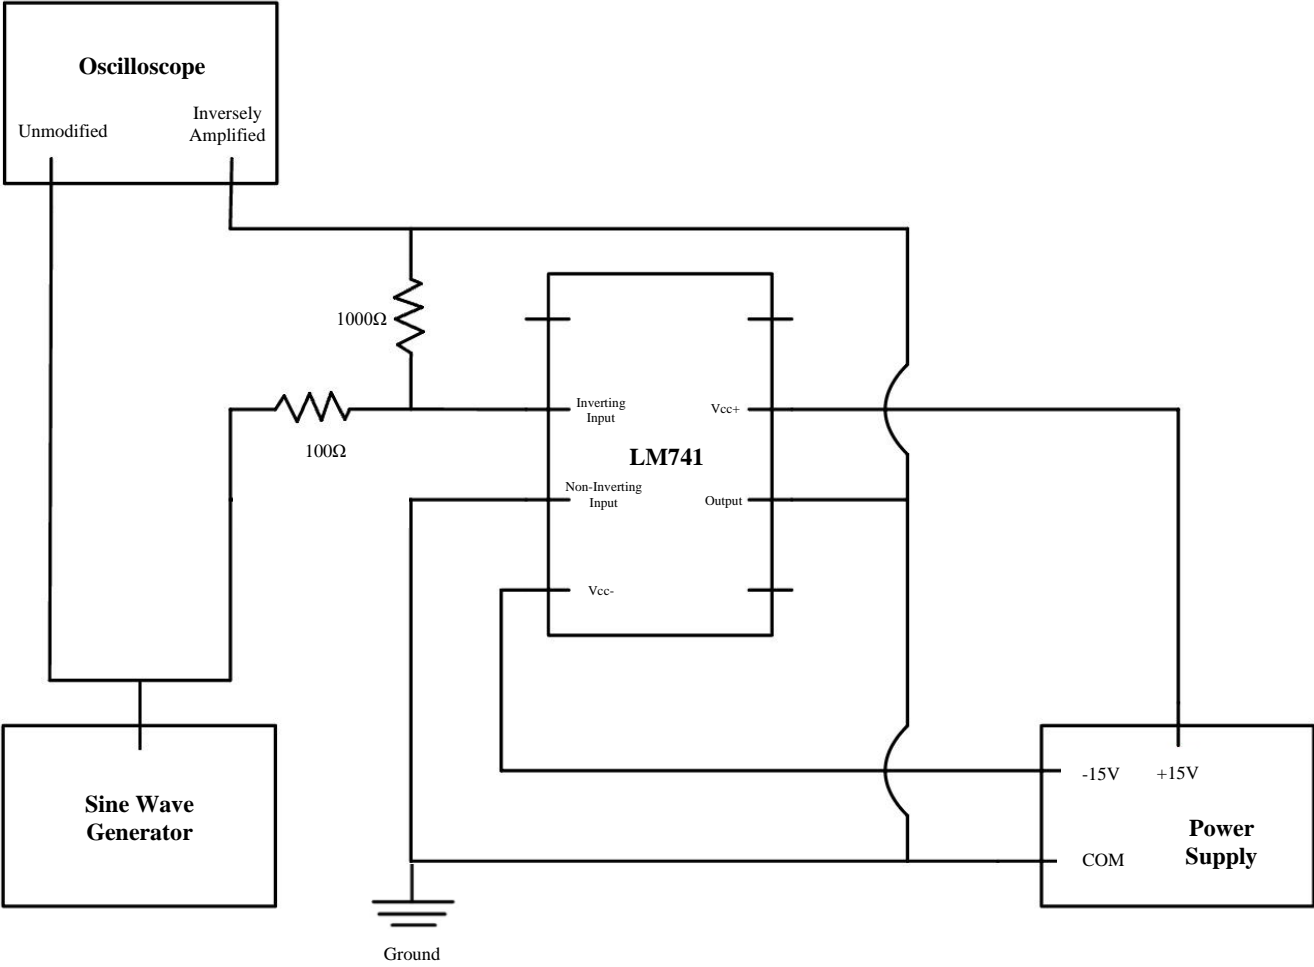 Oscilloscope
Unmodified
Inversely
Amplified
1000Ω
100Ω
Inverting
Input
Vcc+
LM741
Non-Inverting
Input
Output
Vcc-
Sine Wave
Generator
-15V
+15V
Power
Supply
COM
Ground